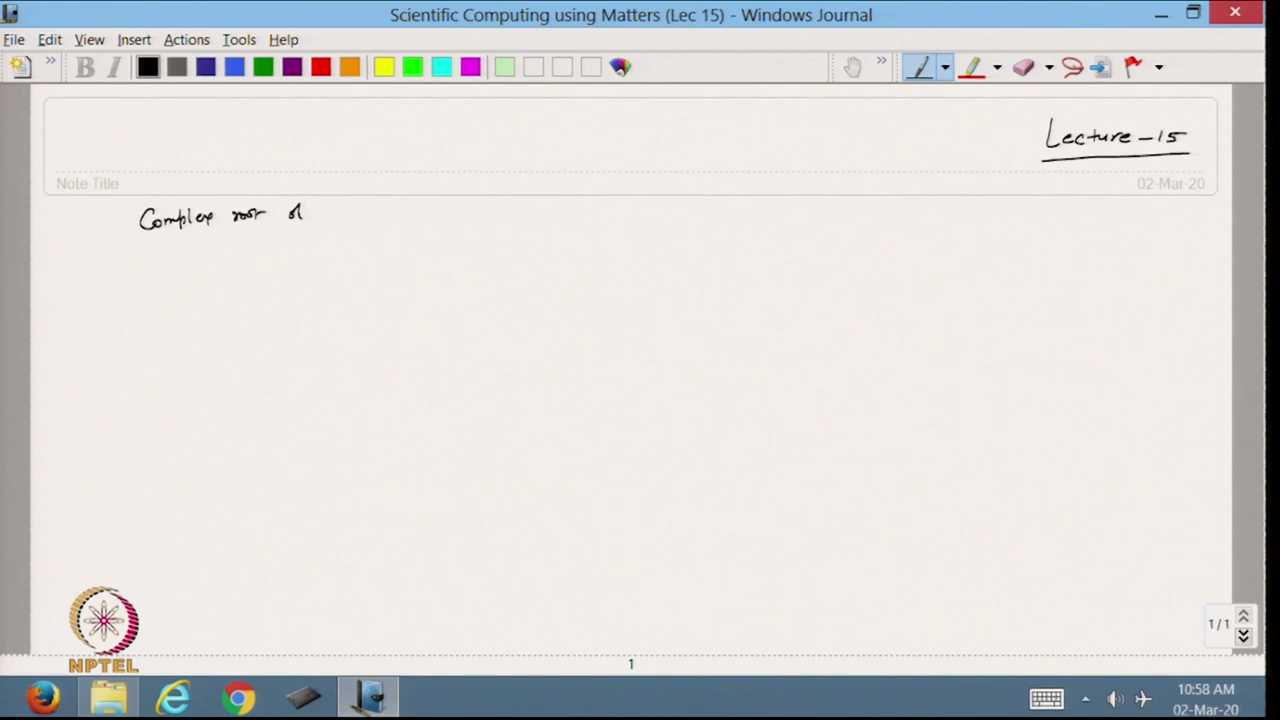 Scientific Computing using Matters (Lec 15) - Windows Journal
File Edit View Insert Actions Tools Help
B I
Lecture-15
Note Title
02-Mar-20
Complex root of
1/1
NPTEL
1
10:58 AM
02-Mar-20